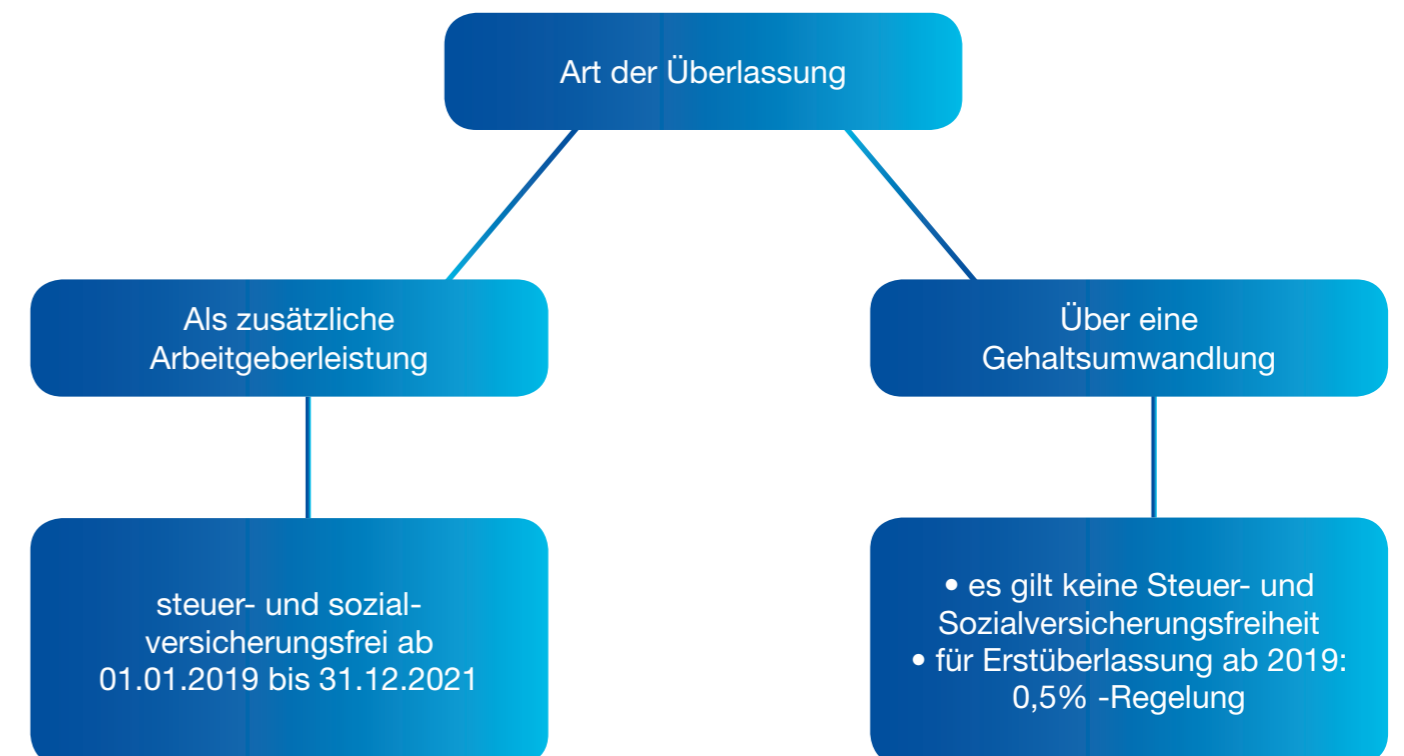 Art der Überlassung
Als zusätzliche
Arbeitgeberleistung
Über eine
Gehaltsumwandlung
steuer- und sozial-
versicherungsfrei ab
01.01.2019 bis 31.12.2021
• es gilt keine Steuer- und
Sozialversicherungsfreiheit
• für Erstüberlassung ab 2019:
0,5% -Regelung